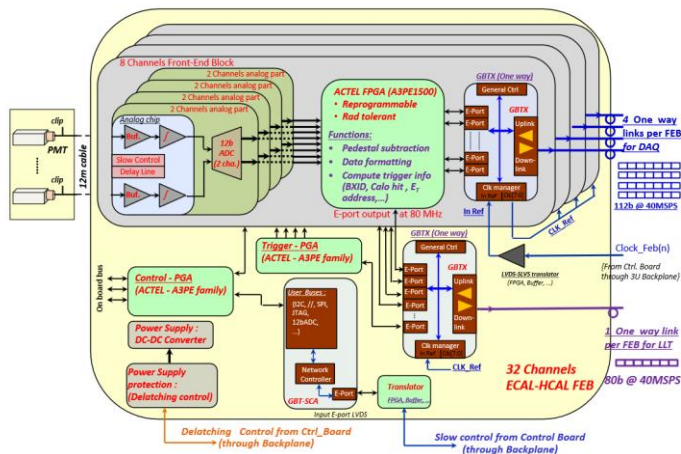 8 Channels Front-End Block
2 Channels analog part
2 Channels analog part
2 Channels analog part
2 Channels analog part
Analog chip
Buf.
∫
Slow Control
Delay Line
Buf.
∫
12b
ADC
(2 cha.)
clip
clip
PMT
12m cable
ACTEL FPGA (A3PE1500)
• Reprogrammable
• Rad tolerant
Functions:
• Pedestal subtraction
• Data formatting
• Compute trigger info
(BXID, Calo hit , ET
address,...)
E-port output at 80 MHz
GBTX (One way)
General Ctrl
GBTX
E-Port
E-Port
E-Port
E-Port
Uplink
Down-
link
Clk manager
In Ref
In Ref
CLK_Ref
4 One way
links per FEB
for DAQ
112b @ 40MSPS
Clock_Feb(n)
(From Ctrl. Board
through 3U Backplane)
LVDS-SLVS translator
(FPGA, Buffer, ...)
Trigger - PGA
(ACTEL - A3PE family)
Control - PGA
(ACTEL - A3PE family)
On board bus
GBTX (One way)
General Ctrl
GBTX
E-Port
E-Port
E-Port
E-Port
Uplink
Down-
link
Clk manager
In Ref
CLK_Ref
1 One way link
per FEB for LLT
80b @ 40MSPS
User Buses :
(I2C, //, SPI,
JTAG,
12bADC,
...)
Network
Controller
E-Port
GBT-SCA
Input E-port LVDS
Translator
FPGA, Buffer,...
Power Supply :
DC-DC Converter
Power Supply
protection :
(Delatching control)
32 Channels
ECAL-HCAL FEB
Delatching Control from Ctrl_Board
(through Backplane)
Slow control from Control Board
(through Backplane)